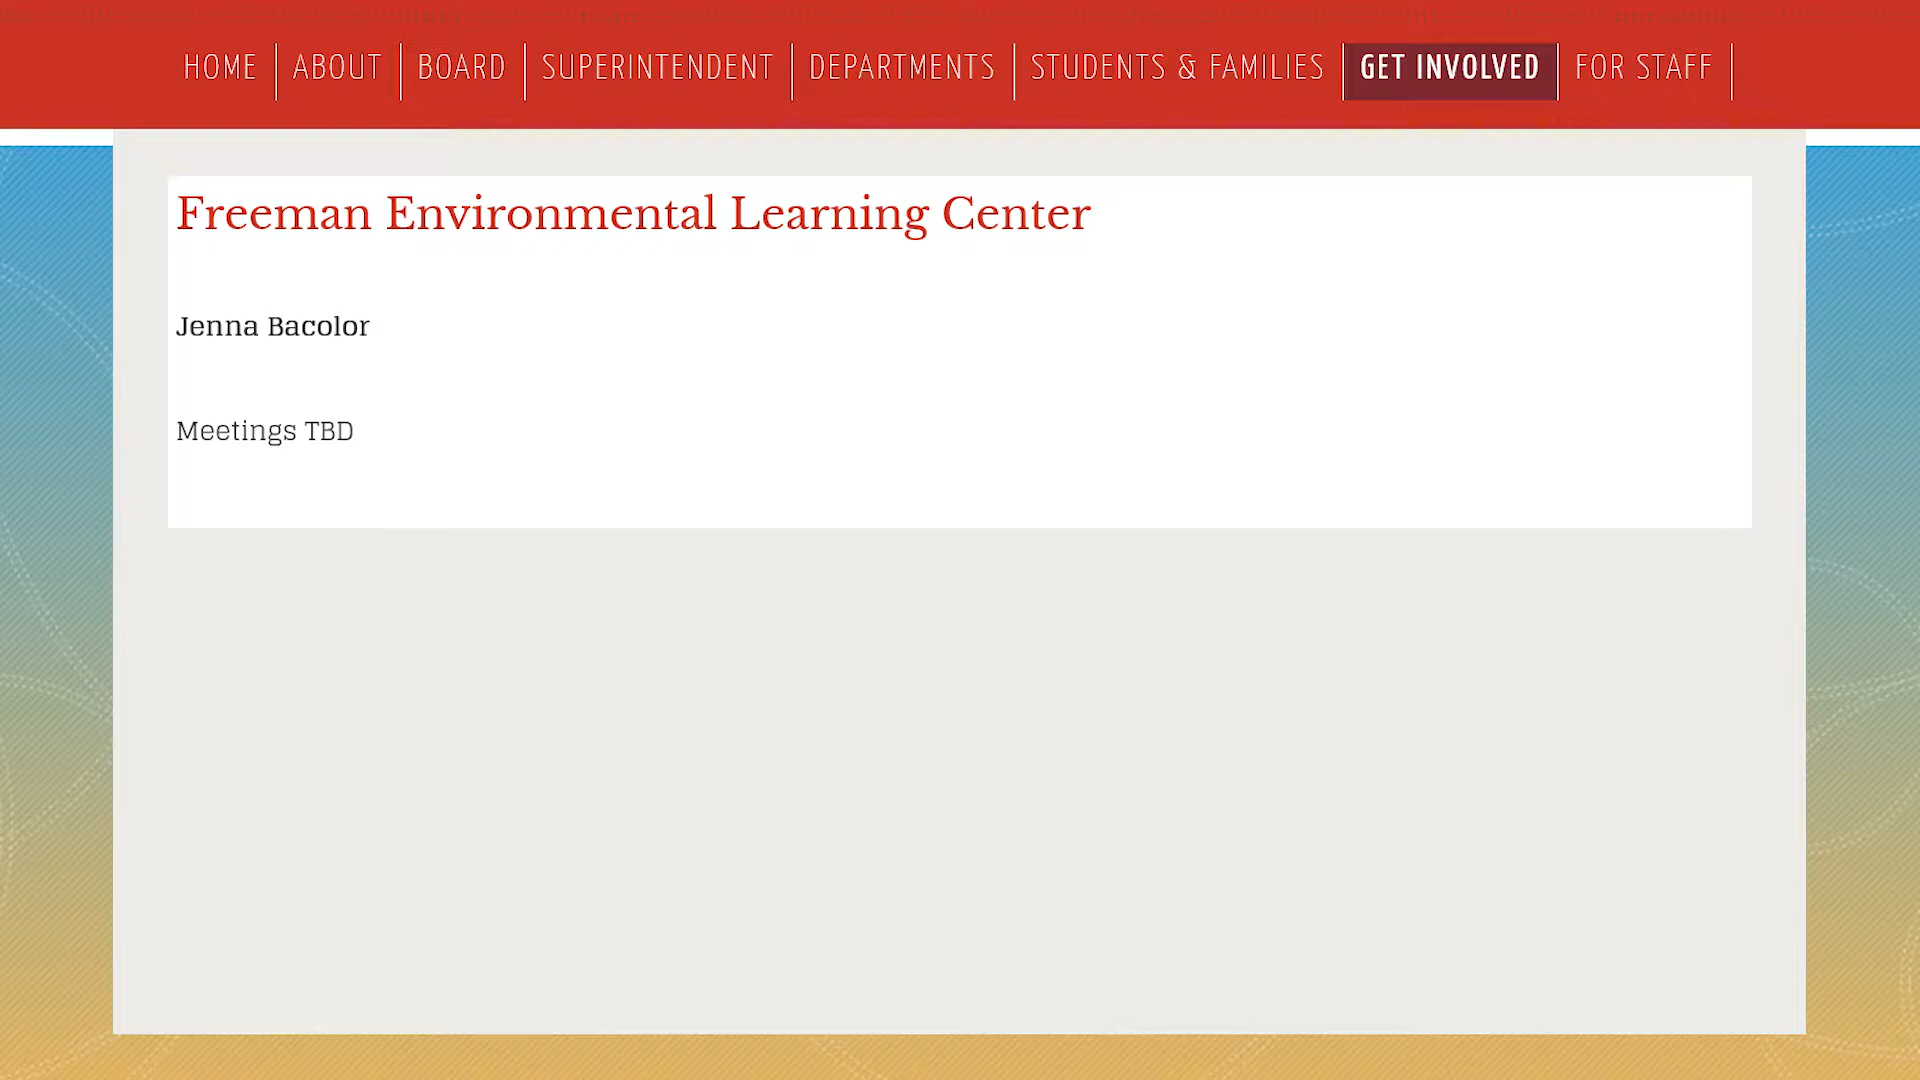 HOME ABOUT BOARD SUPERINTENDENT DEPARTMENTS STUDENTS & FAMILIES GET INVOLVED FOR STAFF
Freeman Environmental Learning Center
Jenna Bacolor
Meetings TBD